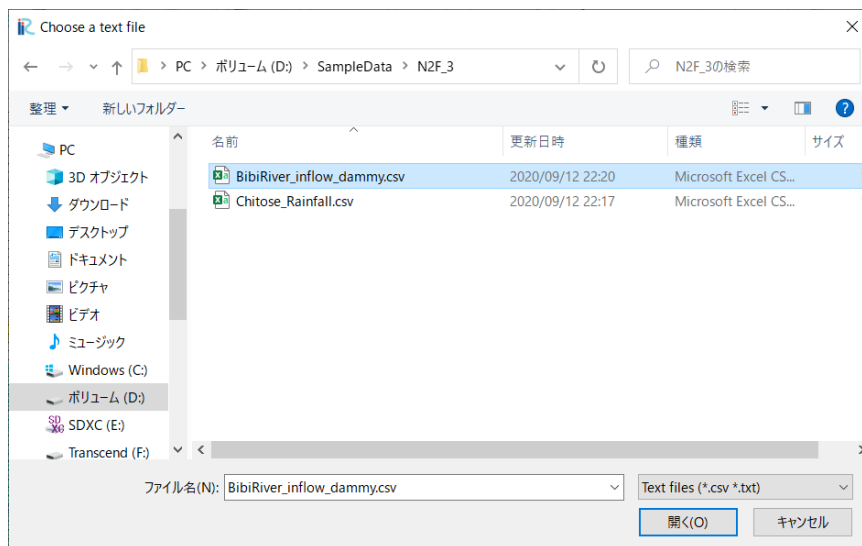 Choose a text file
PC > ボリューム (D:) > SampleData > N2F_3
N2F_3の検索
整理 新しいフォルダー
名前 更新日時 種類 サイズ
BibiRiver_inflow_dammy.csv 2020/09/12 22:20 Microsoft Excel CS...
Chitose_Rainfall.csv 2020/09/12 22:17 Microsoft Excel CS...
PC
3D オブジェクト
ダウンロード
デスクトップ
ドキュメント
ピクチャ
ビデオ
ミュージック
Windows (C:)
ボリューム (D:)
SDXC (E:)
Transcend (F:)
ファイル名(N): BibiRiver_inflow_dammy.csv
Text files (*.csv *.txt)
開く(O) キャンセル